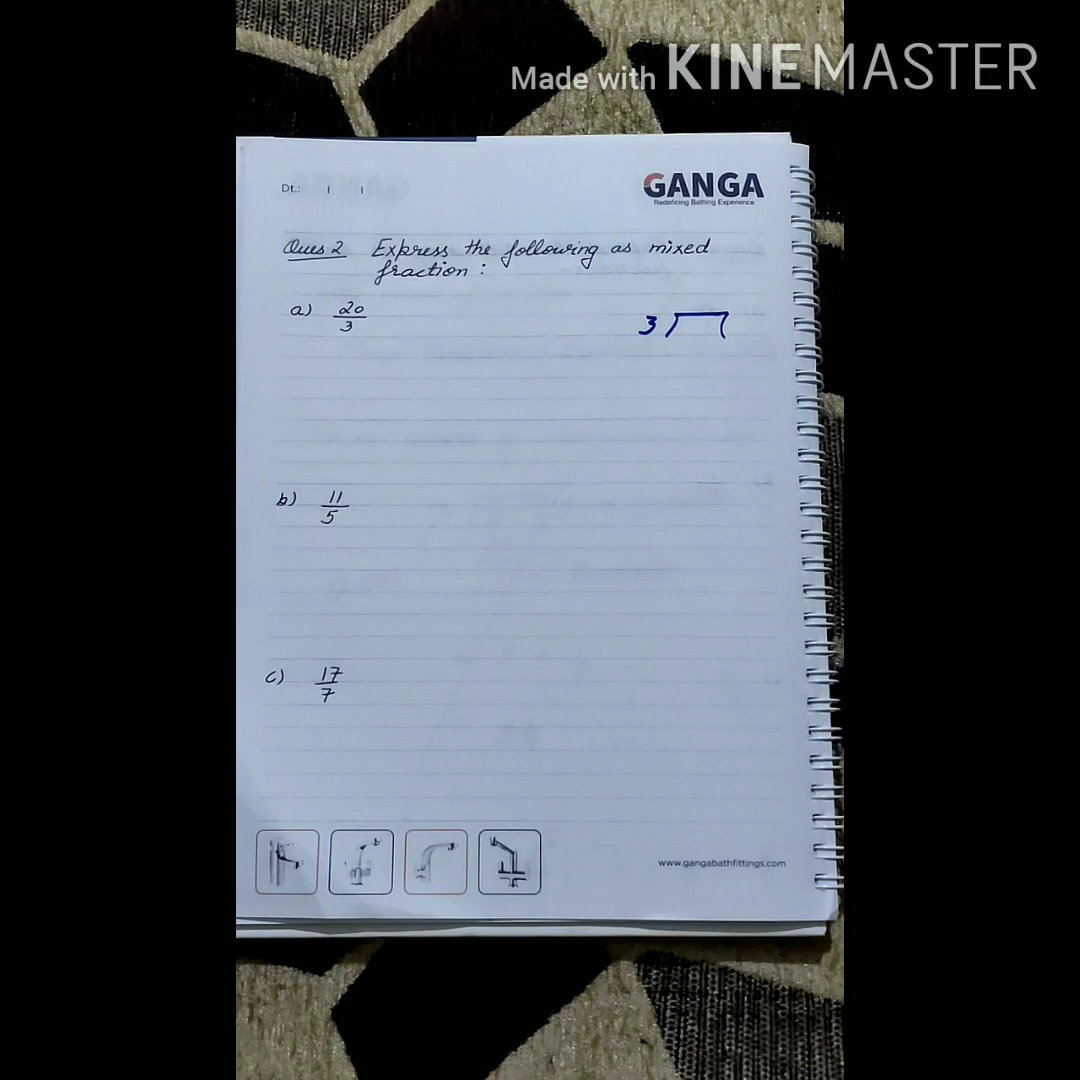 Made with KINEMASTER
Dt.: | |
GANGA
Redefining Bathing Experience
Ques 2 Express the following as mixed
fraction :
a) 20/3
3
b) 11/5
c) 17/7
www.gangabathfittings.com